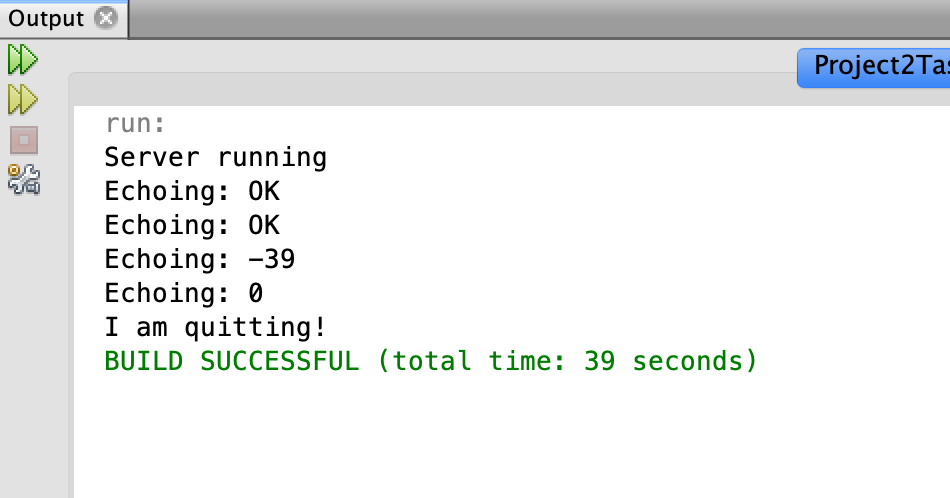 Output
Project2Tas
run:
Server running
Echoing: OK
Echoing: OK
Echoing: -39
Echoing: 0
I am quitting!
BUILD SUCCESSFUL (total time: 39 seconds)